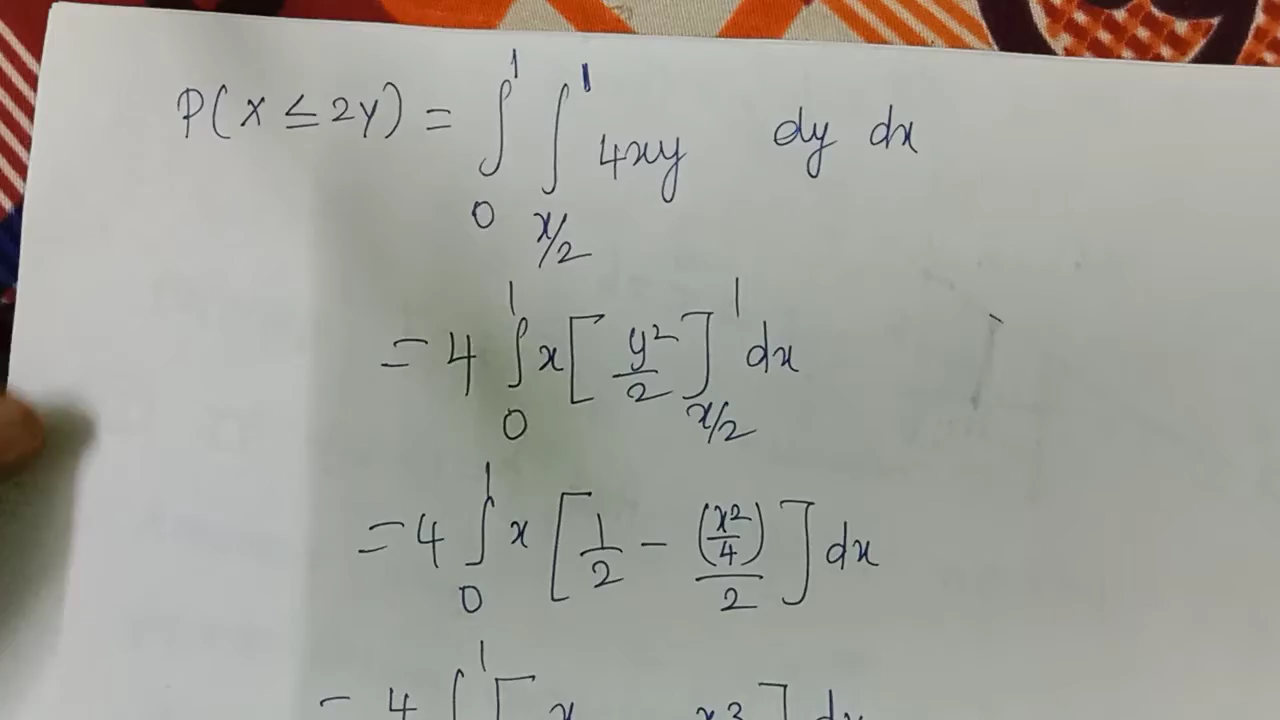 P(X ≤ 2Y) = ∫₀¹ ∫_{x/2}^1 4xy dy dx
= 4 ∫₀¹ x [ y²/2 ]_{x/2}^1 dx
= 4 ∫₀¹ x [ 1/2 − (x²/4)/2 ] dx